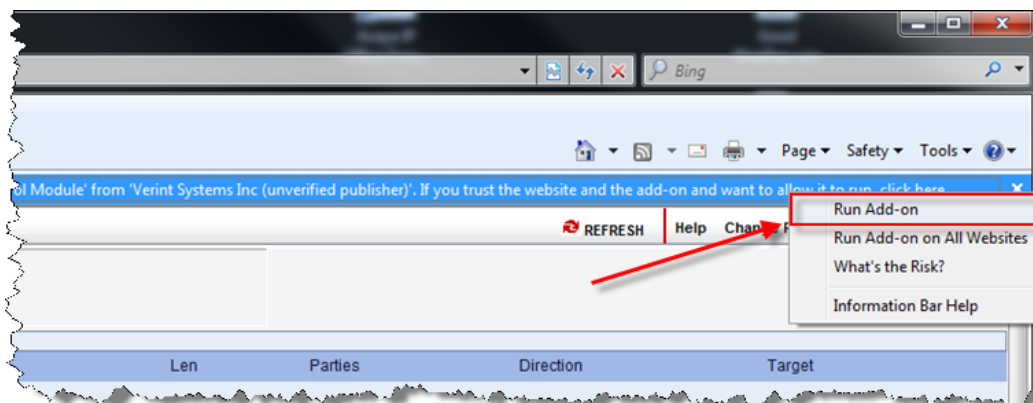 Bing
Page Safety Tools
ol Module' from 'Verint Systems Inc (unverified publisher)'. If you trust the website and the add-on and want to allow it to run, click here...
REFRESH Help
Run Add-on
Run Add-on on All Websites
What's the Risk?
Information Bar Help
Len Parties Direction Target